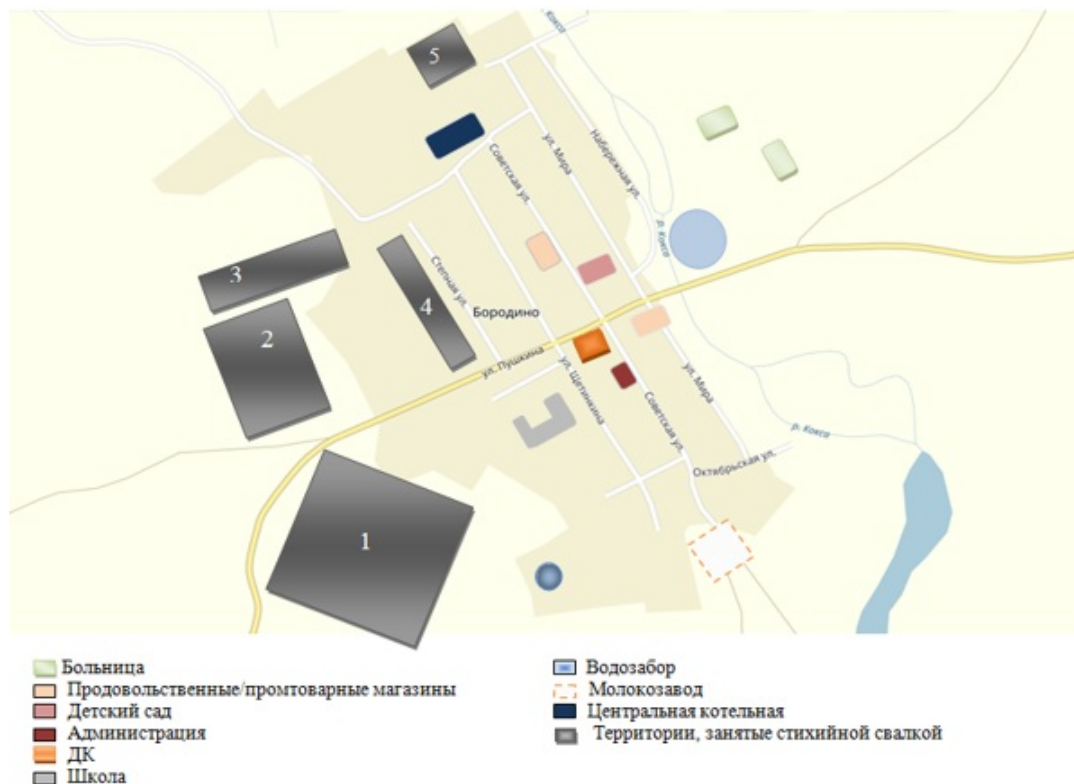 р. Кокса
5
Набережная ул.
ул. Мира
Советская ул.
р. Кокса
3
4
Степная ул.
Бородино
2
ул. Пушкина
ул. Щетинкина
ул. Мира
Советская ул.
р. Кокса
Октябрьская ул.
1
Больница
Продовольственные/промтоварные магазины
Детский сад
Администрация
ДК
Школа
Водозабор
Молокозавод
Центральная котельная
Территории, занятые стихийной свалкой